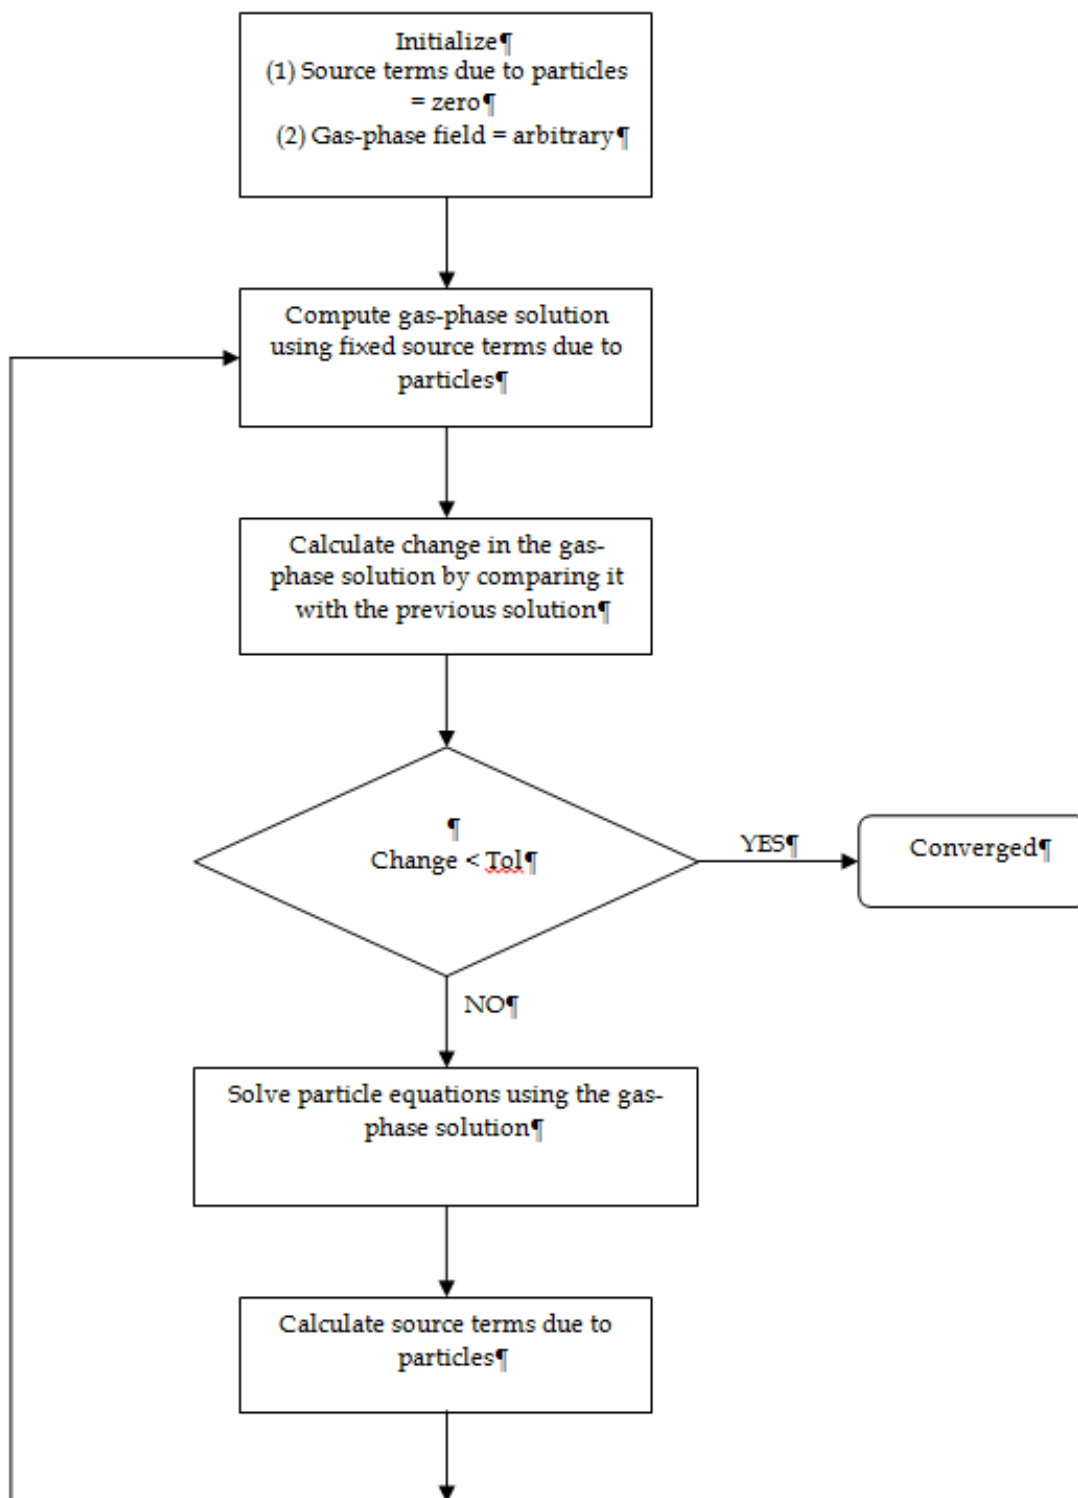 Initialize¶
(1) Source terms due to particles
= zero¶
(2) Gas-phase field = arbitrary¶
Compute gas-phase solution
using fixed source terms due to
particles¶
Calculate change in the gas-
phase solution by comparing it
with the previous solution¶
¶
Change < Tol¶
YES¶
Converged¶
NO¶
Solve particle equations using the gas-
phase solution¶
Calculate source terms due to
particles¶